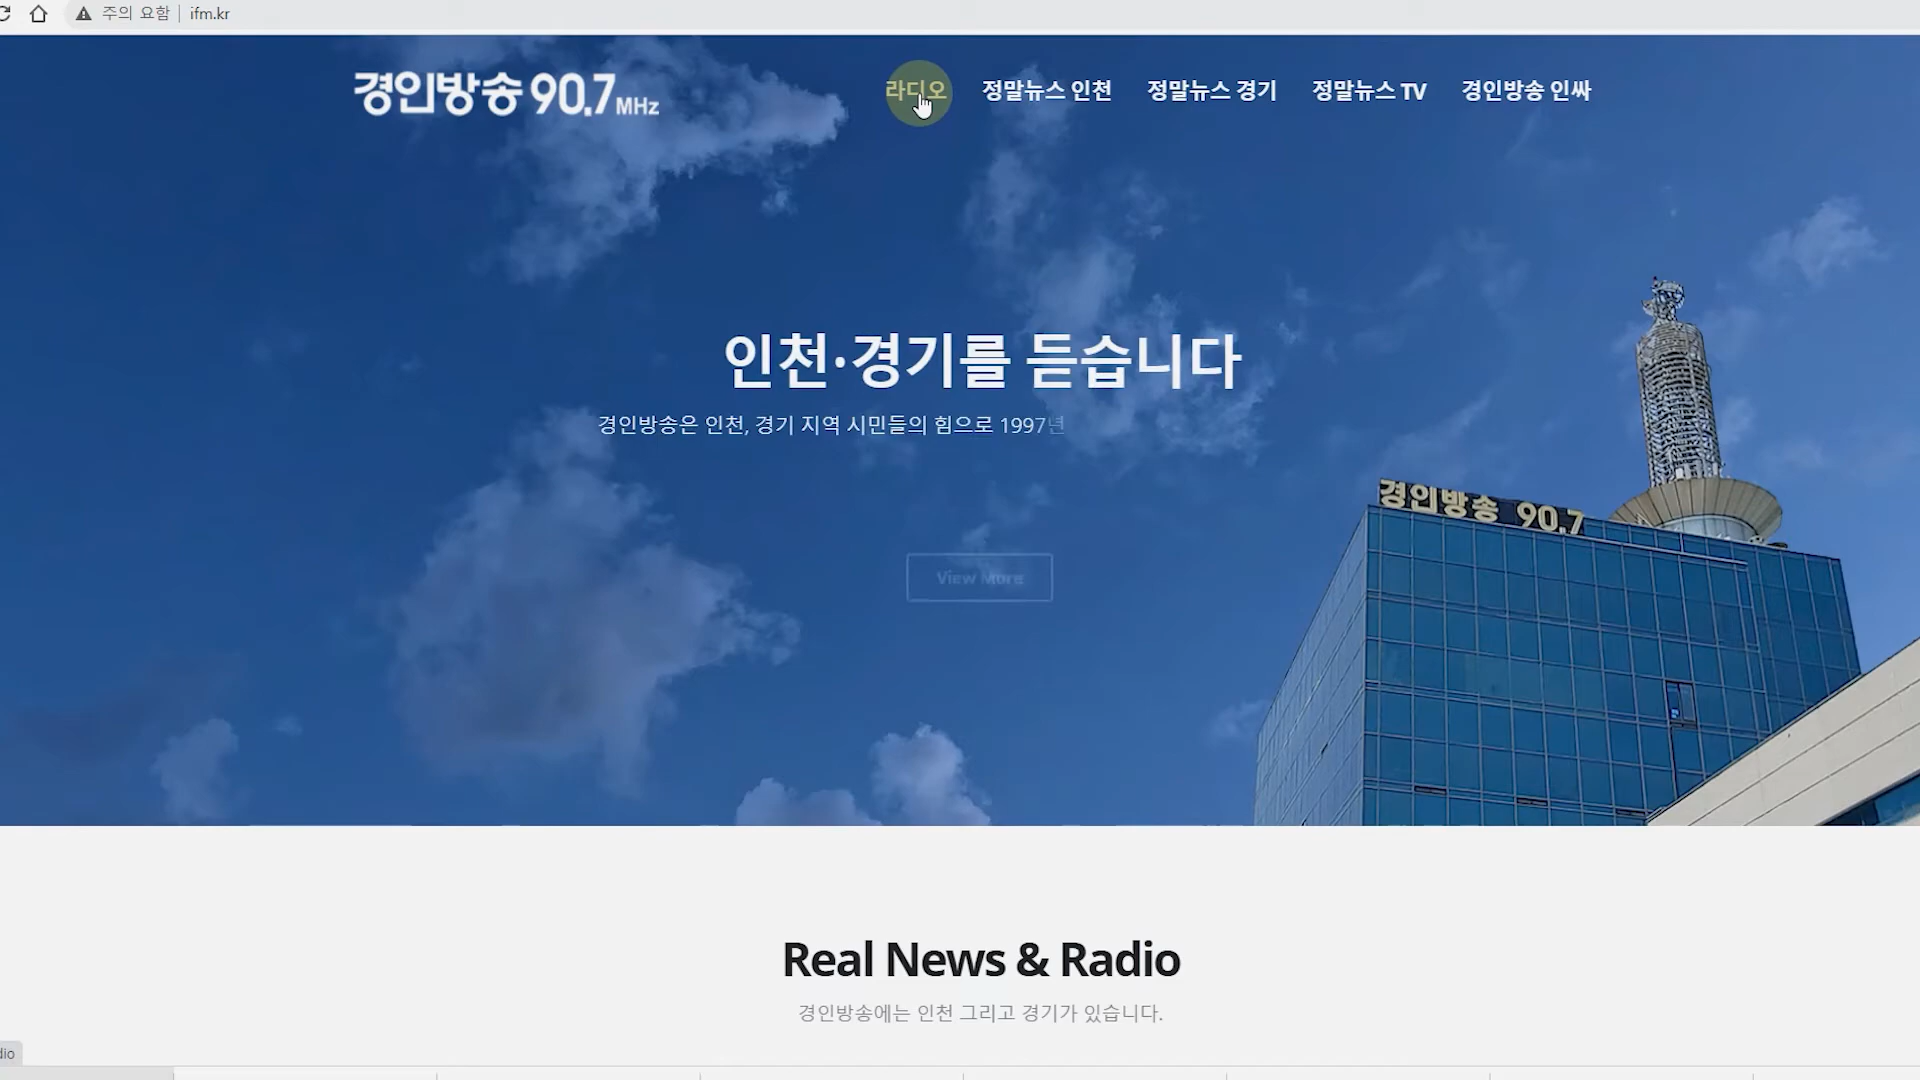 주의 요함 | ifm.kr
경인방송 90.7 MHz
라디오 정말뉴스 인천 정말뉴스 경기 정말뉴스 TV 경인방송 인싸
인천·경기를 듣습니다
경인방송은 인천, 경기 지역 시민들의 힘으로 1997년
경인방송 90.7
View More
Real News & Radio
경인방송에는 인천 그리고 경기가 있습니다.
dio